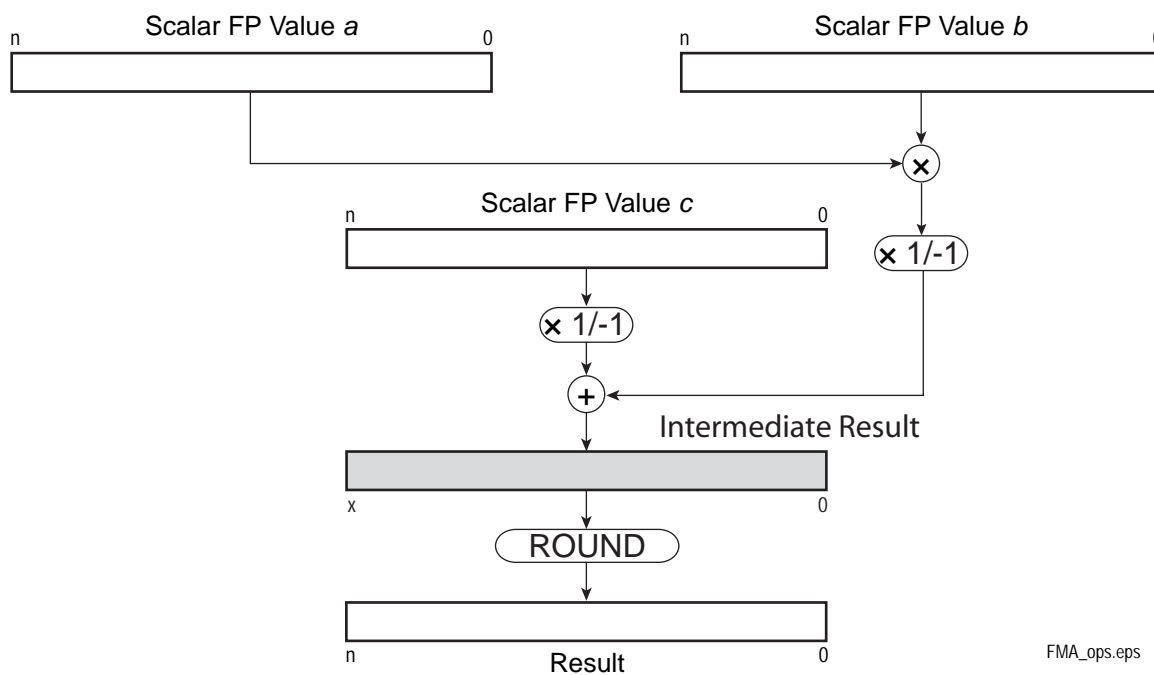 Scalar FP Value a
Scalar FP Value b
n 0
n 0
×
Scalar FP Value c
n 0
× 1/-1
× 1/-1
+
Intermediate Result
x 0
ROUND
n 0
Result
FMA_ops.eps